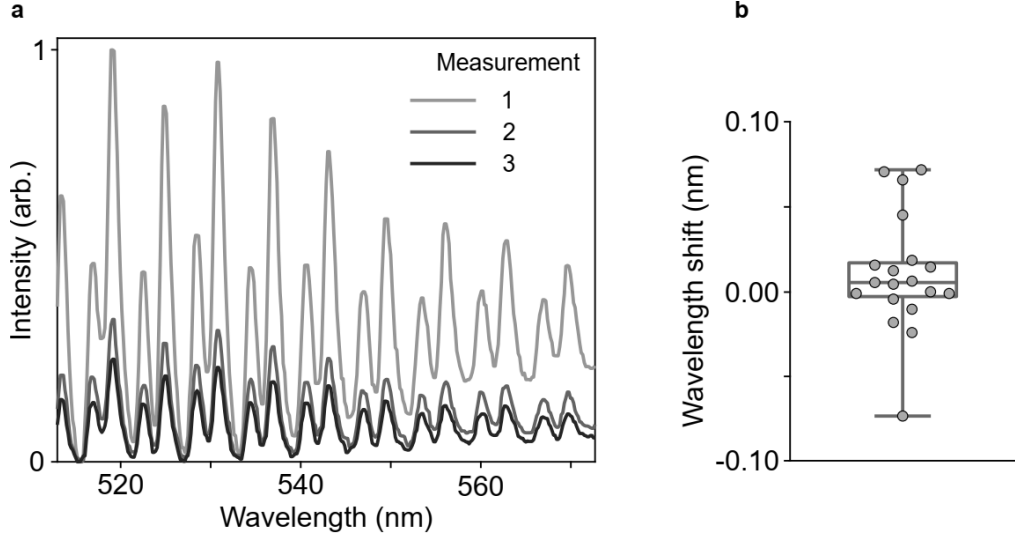 a
b
1
Measurement
1
2
3
Intensity (arb.)
0
520
540
560
Wavelength (nm)
0.10
0.00
-0.10
Wavelength shift (nm)